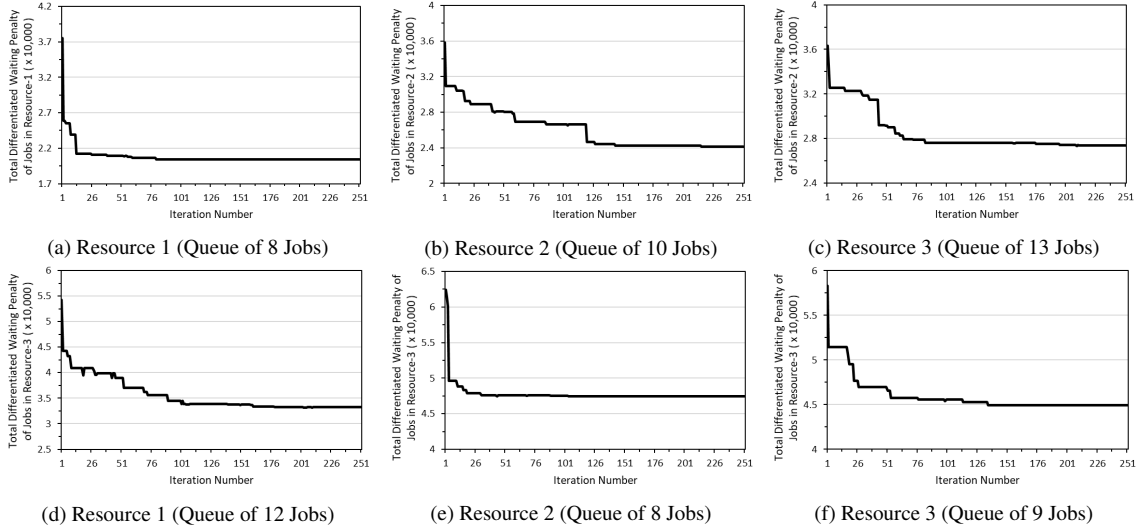 Total Differentiated Waiting Penalty
of Jobs in Resource-1 ( x 10,000)
4.2
3.7
3.2
2.7
2.2
1.7
1 26 51 76 101 126 151 176 201 226 251
Iteration Number
(a) Resource 1 (Queue of 8 Jobs)
Total Differentiated Waiting Penalty
of Jobs in Resource-2 ( x 10,000)
4
3.6
3.2
2.8
2.4
2
1 26 51 76 101 126 151 176 201 226 251
Iteration Number
(b) Resource 2 (Queue of 10 Jobs)
Total Differentiated Waiting Penalty
of Jobs in Resource-2 ( x 10,000)
4
3.6
3.2
2.8
2.4
1 26 51 76 101 126 151 176 201 226 251
Iteration Number
(c) Resource 3 (Queue of 13 Jobs)
Total Differentiated Waiting Penalty
of Jobs in Resource-3 ( x 10,000)
6
5.5
5
4.5
4
3.5
3
2.5
1 26 51 76 101 126 151 176 201 226 251
Iteration Number
(d) Resource 1 (Queue of 12 Jobs)
Total Differentiated Waiting Penalty of
Jobs in Resource-3 ( x 10,000)
6.5
6
5.5
5
4.5
4
1 26 51 76 101 126 151 176 201 226 251
Iteration Number
(e) Resource 2 (Queue of 8 Jobs)
Total Differentiated Waiting Penalty of
Jobs in Resource-3 ( x 10,000)
6
5.5
5
4.5
4
1 26 51 76 101 126 151 176 201 226 251
Iteration Number
(f) Resource 3 (Queue of 9 Jobs)